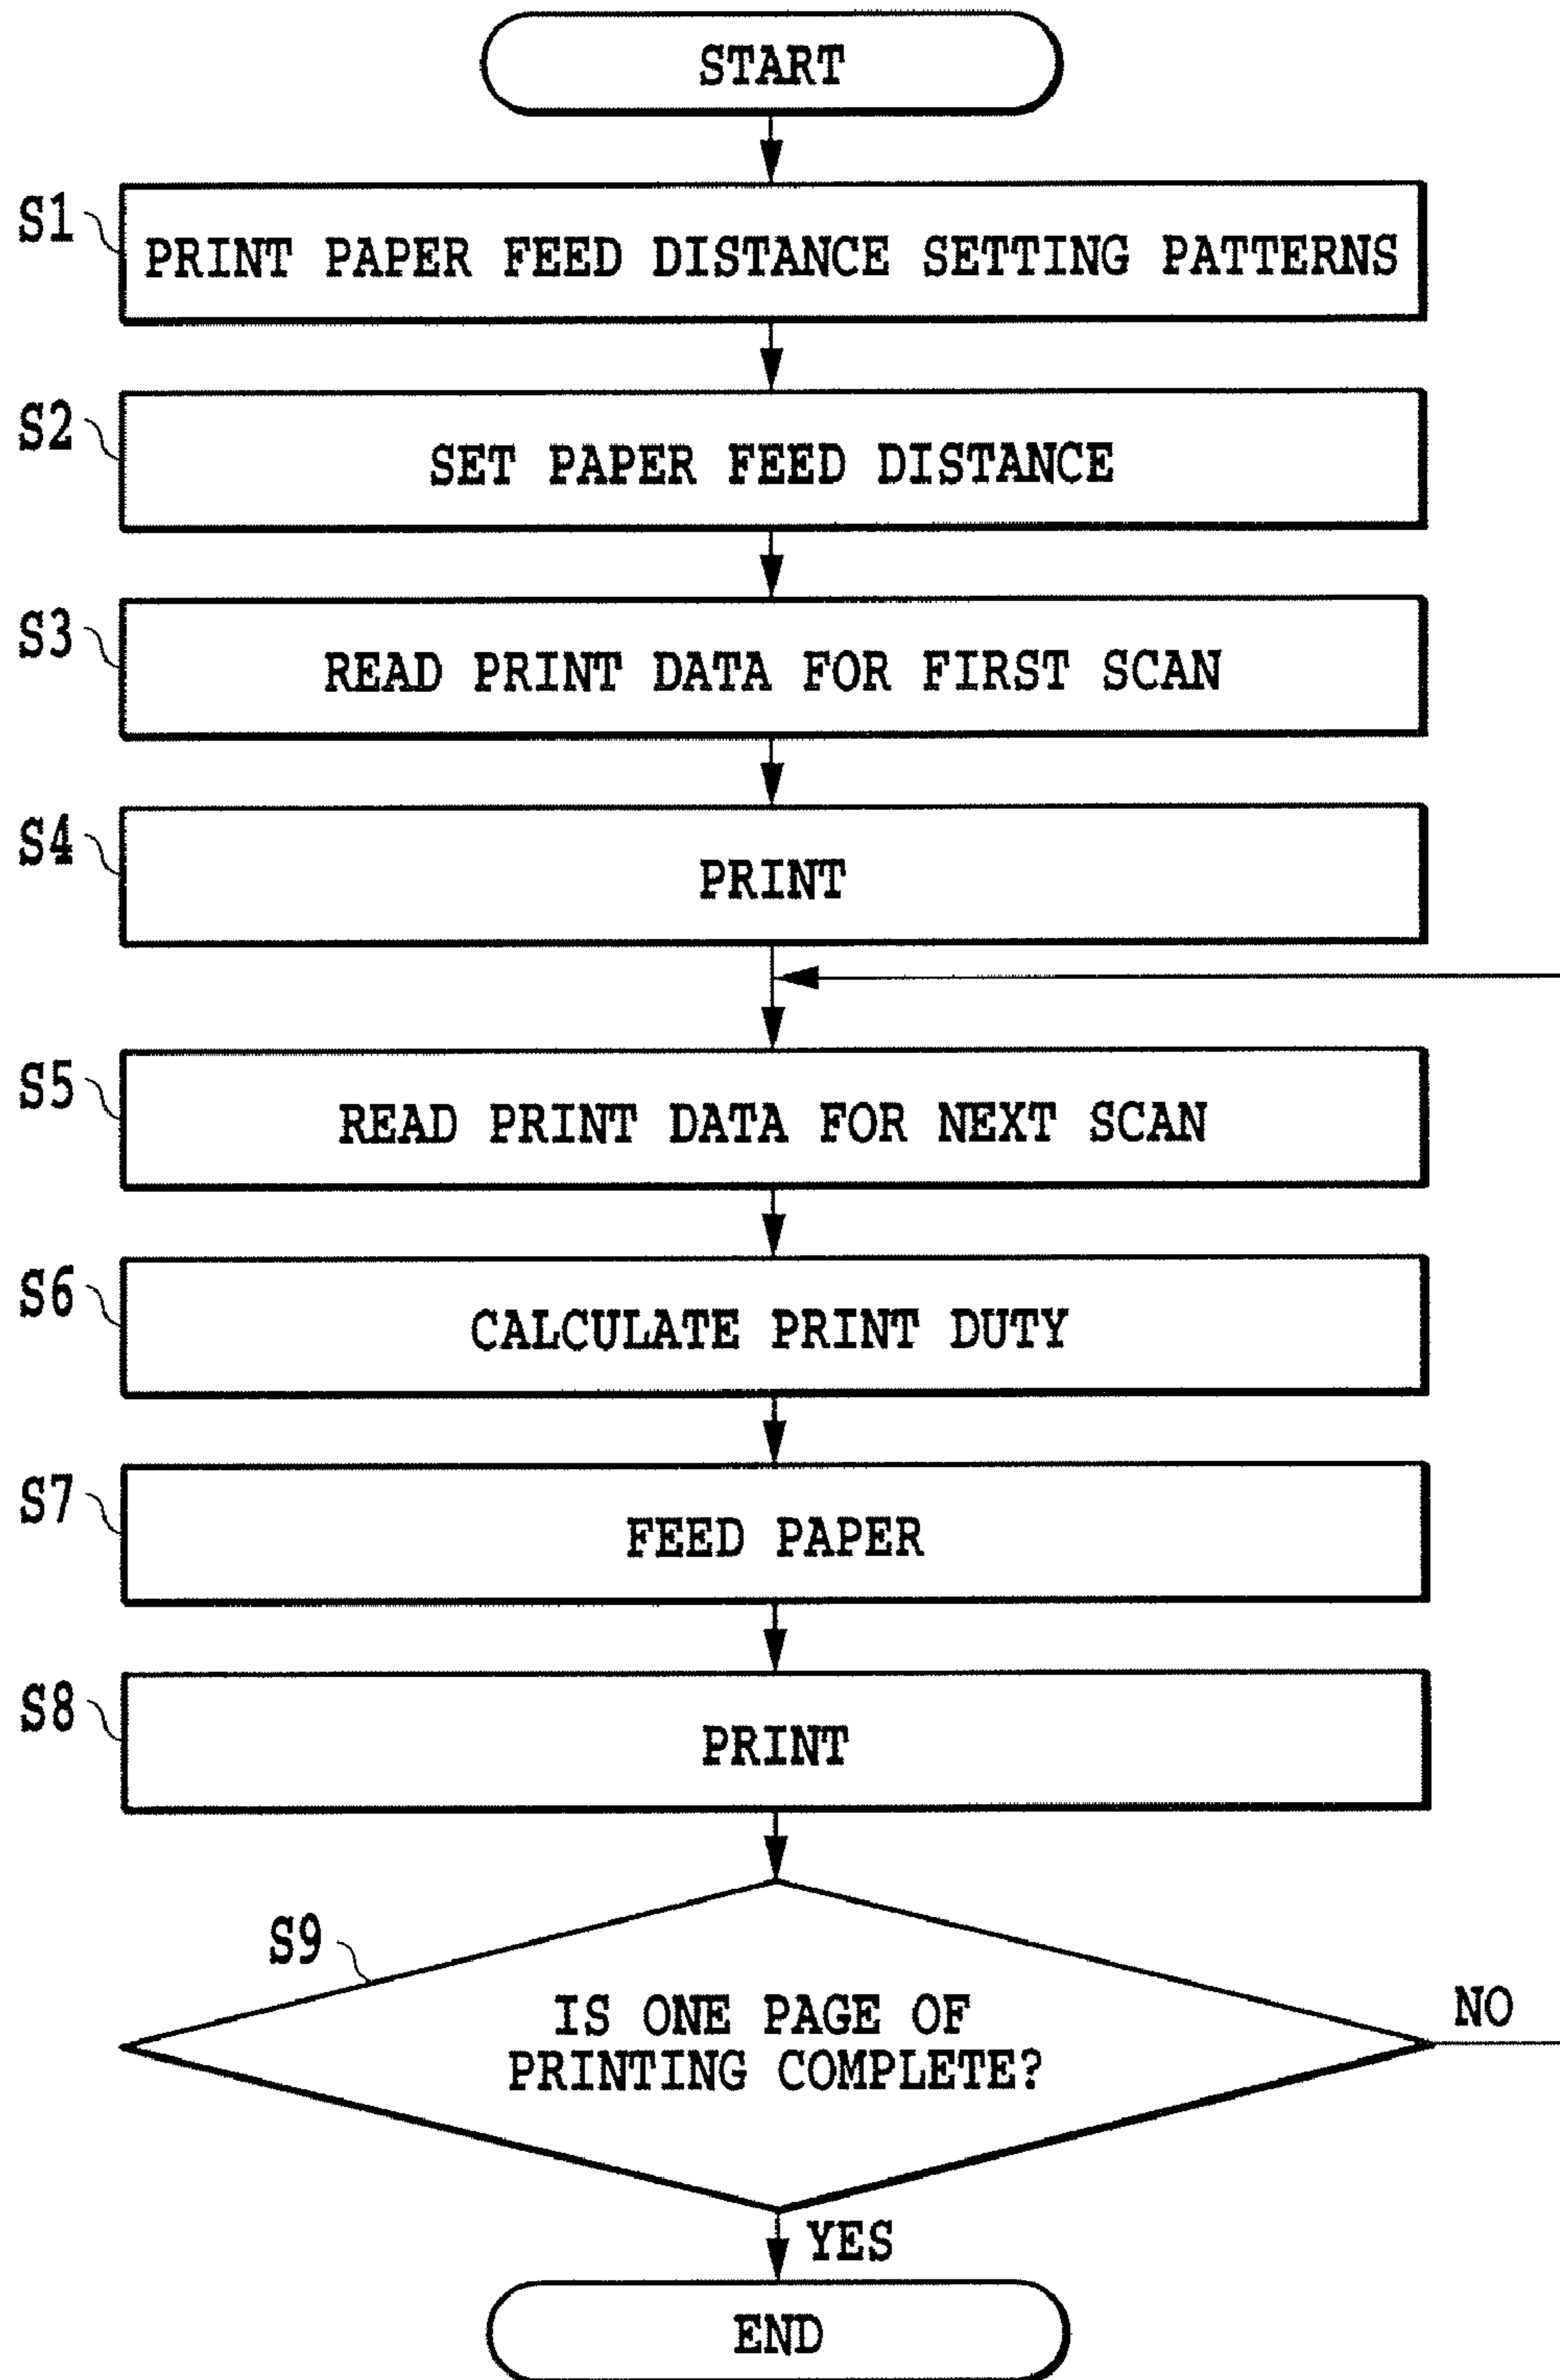 START
S1
PRINT PAPER FEED DISTANCE SETTING PATTERNS
S2
SET PAPER FEED DISTANCE
S3
READ PRINT DATA FOR FIRST SCAN
S4
PRINT
S5
READ PRINT DATA FOR NEXT SCAN
S6
CALCULATE PRINT DUTY
S7
FEED PAPER
S8
PRINT
S9
IS ONE PAGE OF
PRINTING COMPLETE?
NO
YES
END